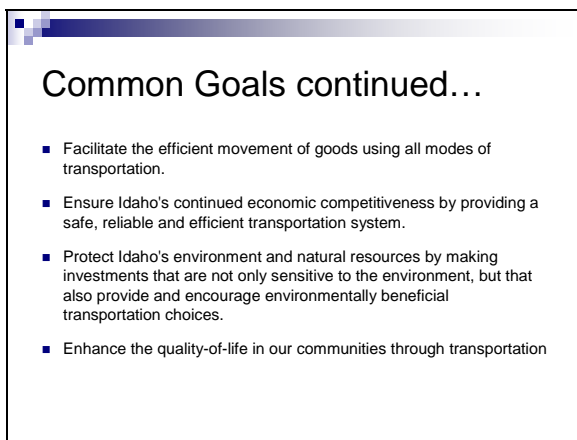 Common Goals continued…
Facilitate the efficient movement of goods using all modes of
transportation.
Ensure Idaho's continued economic competitiveness by providing a
safe, reliable and efficient transportation system.
Protect Idaho's environment and natural resources by making
investments that are not only sensitive to the environment, but that
also provide and encourage environmentally beneficial
transportation choices.
Enhance the quality-of-life in our communities through transportation